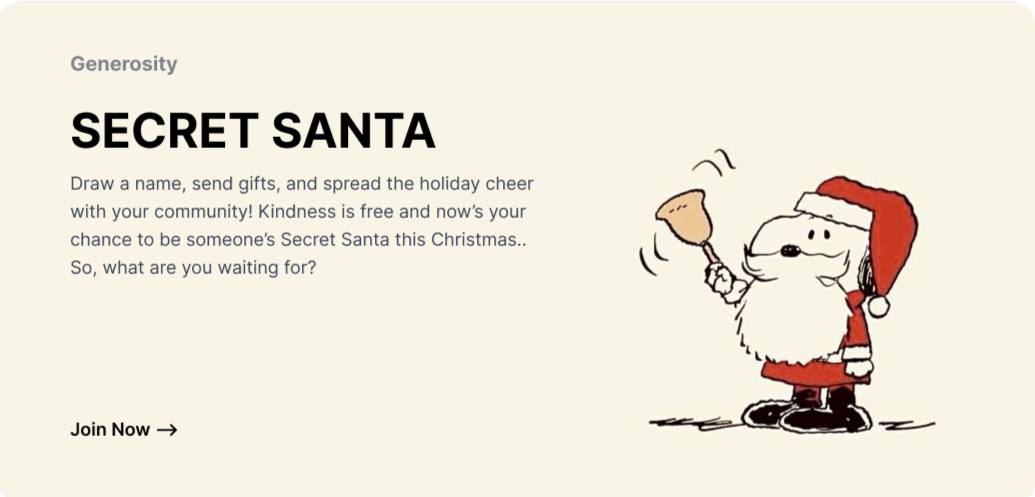 Generosity
SECRET SANTA
Draw a name, send gifts, and spread the holiday cheer
with your community! Kindness is free and now’s your
chance to be someone’s Secret Santa this Christmas..
So, what are you waiting for?
Join Now →